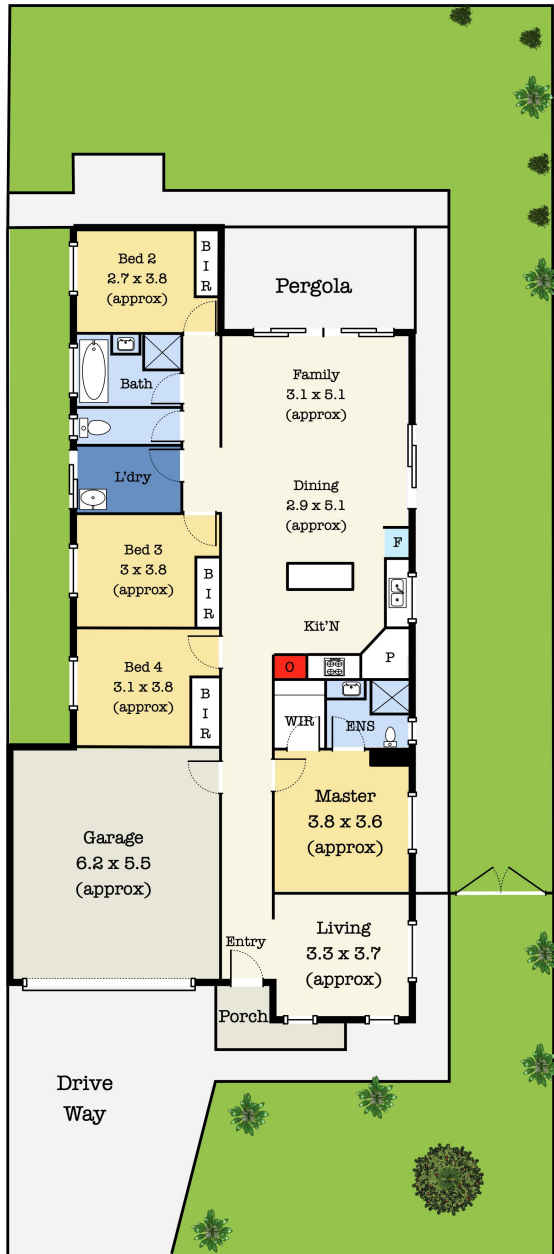 Bed 2
2.7 x 3.8
(approx)
B
I
R
Pergola
Bath
Family
3.1 x 5.1
(approx)
L'dry
Dining
2.9 x 5.1
(approx)
F
Bed 3
3 x 3.8
(approx)
B
I
R
Kit'N
O
P
Bed 4
3.1 x 3.8
(approx)
B
I
R
WIR
ENS
Master
3.8 x 3.6
(approx)
Garage
6.2 x 5.5
(approx)
Living
3.3 x 3.7
(approx)
Entry
Porch
Drive
Way